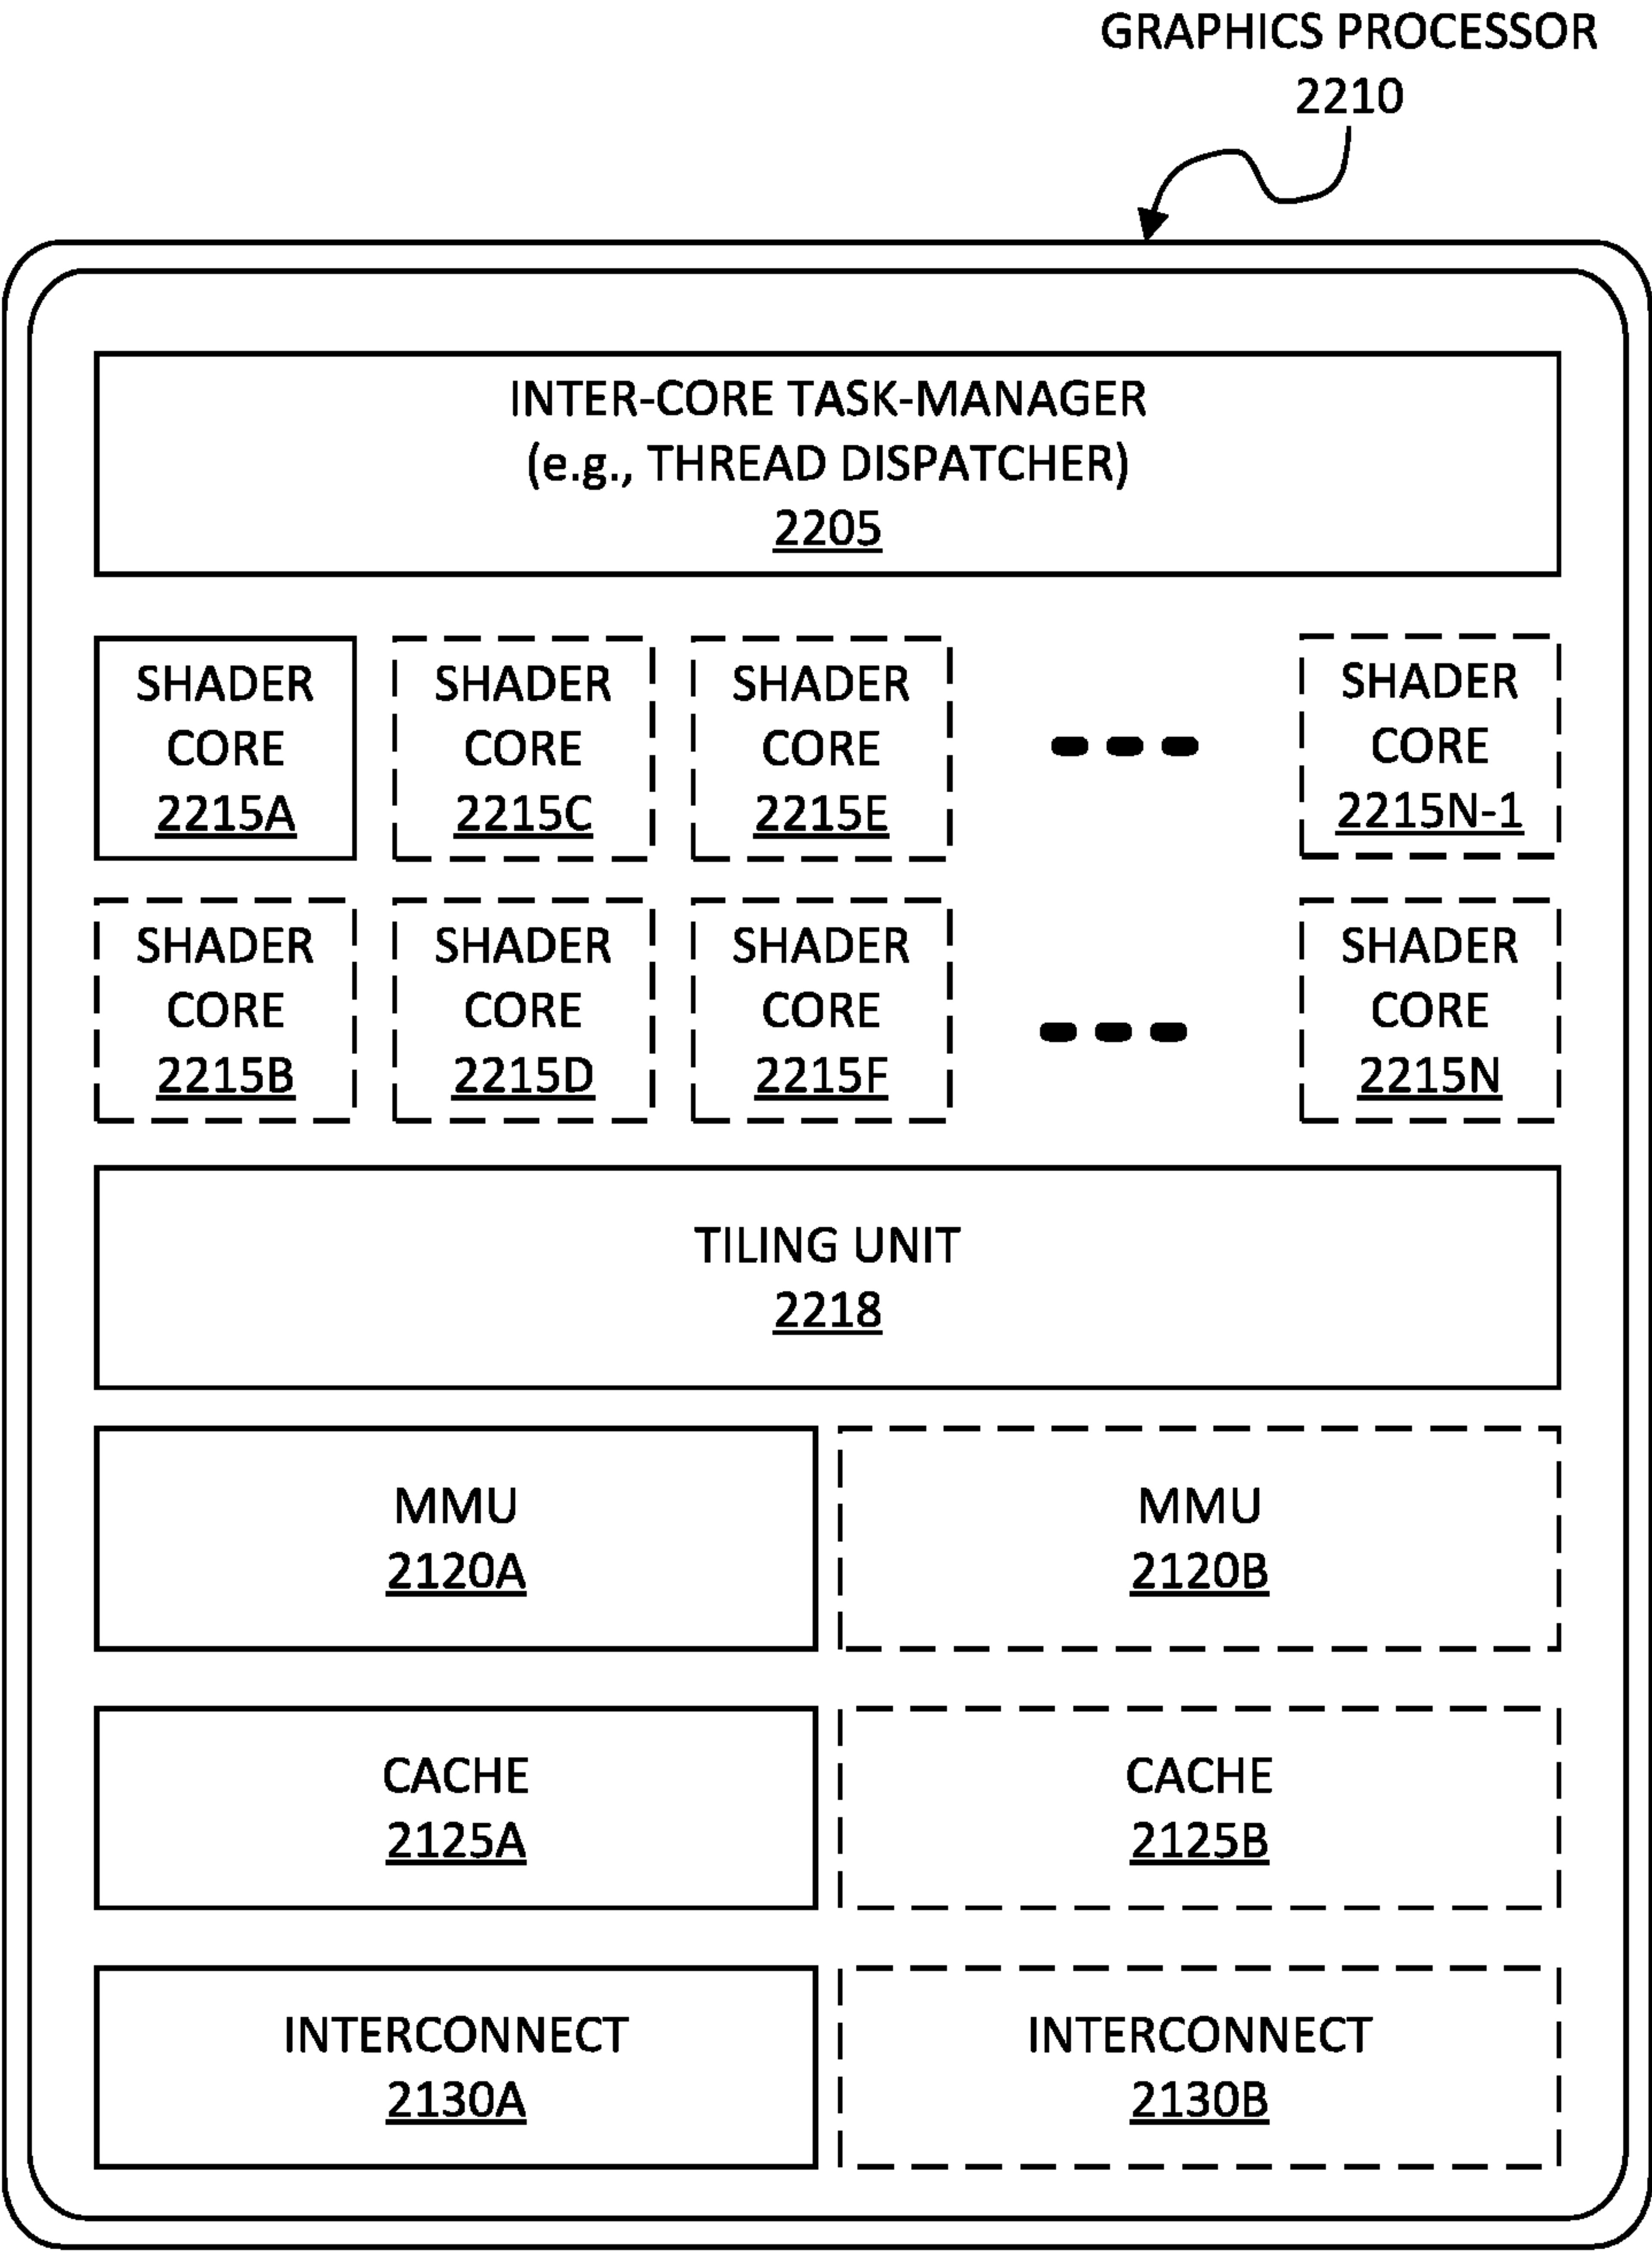 GRAPHICS PROCESSOR
2210
INTER-CORE TASK-MANAGER
(e.g., THREAD DISPATCHER)
2205
SHADER
CORE
2215A
SHADER
CORE
2215C
SHADER
CORE
2215E
SHADER
CORE
2215N-1
SHADER
CORE
2215B
SHADER
CORE
2215D
SHADER
CORE
2215F
SHADER
CORE
2215N
TILING UNIT
2218
MMU
2120A
MMU
2120B
CACHE
2125A
CACHE
2125B
INTERCONNECT
2130A
INTERCONNECT
2130B